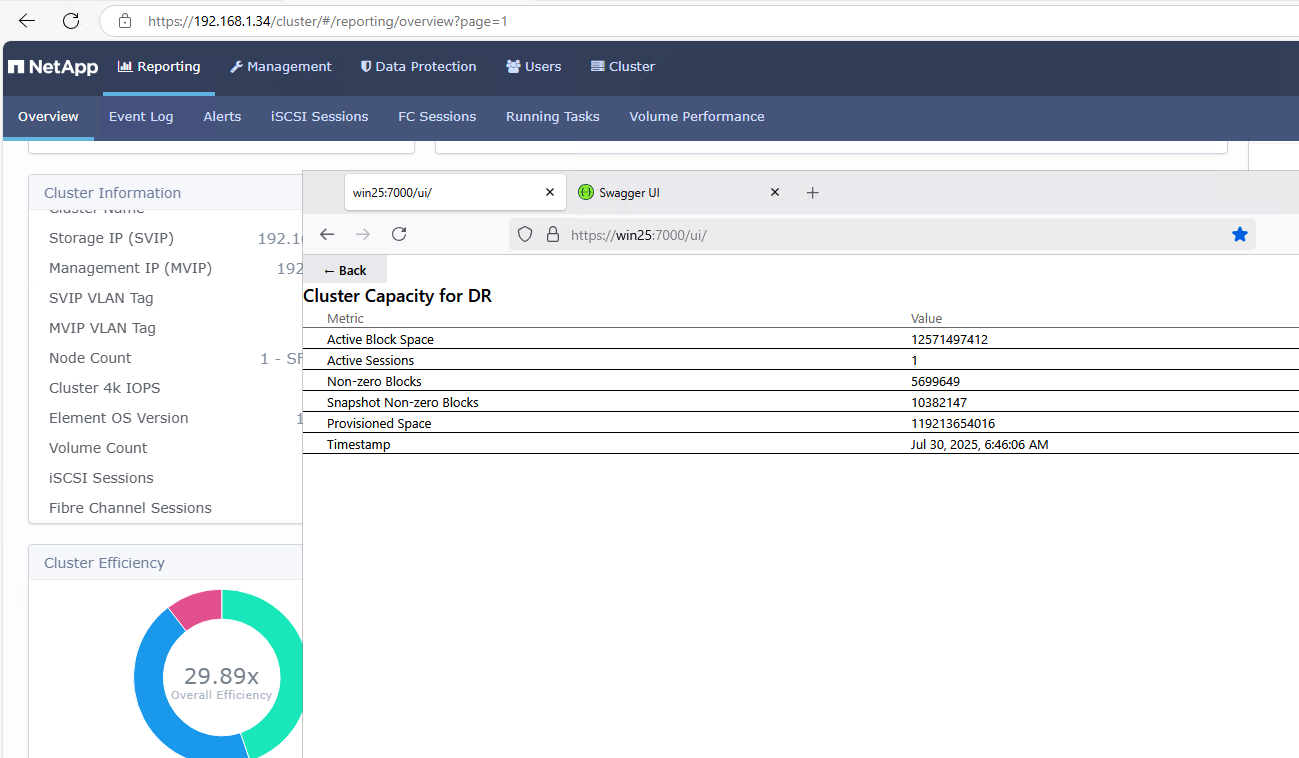 https://192.168.1.34/cluster/#/reporting/overview?page=1
NetApp Reporting Management Data Protection Users Cluster
Overview Event Log Alerts iSCSI Sessions FC Sessions Running Tasks Volume Performance
Cluster Information
Cluster Name
Storage IP (SVIP) 192.1
Management IP (MVIP) 192
SVIP VLAN Tag
MVIP VLAN Tag
Node Count 1 - SF
Cluster 4k IOPS
Element OS Version 1
Volume Count
iSCSI Sessions
Fibre Channel Sessions
Cluster Efficiency
29.89x
Overall Efficiency
win25:7000/ui/ Swagger UI
https://win25:7000/ui/
← Back
Cluster Capacity for DR
Metric Value
Active Block Space 12571497412
Active Sessions 1
Non-zero Blocks 5699649
Snapshot Non-zero Blocks 10382147
Provisioned Space 119213654016
Timestamp Jul 30, 2025, 6:46:06 AM